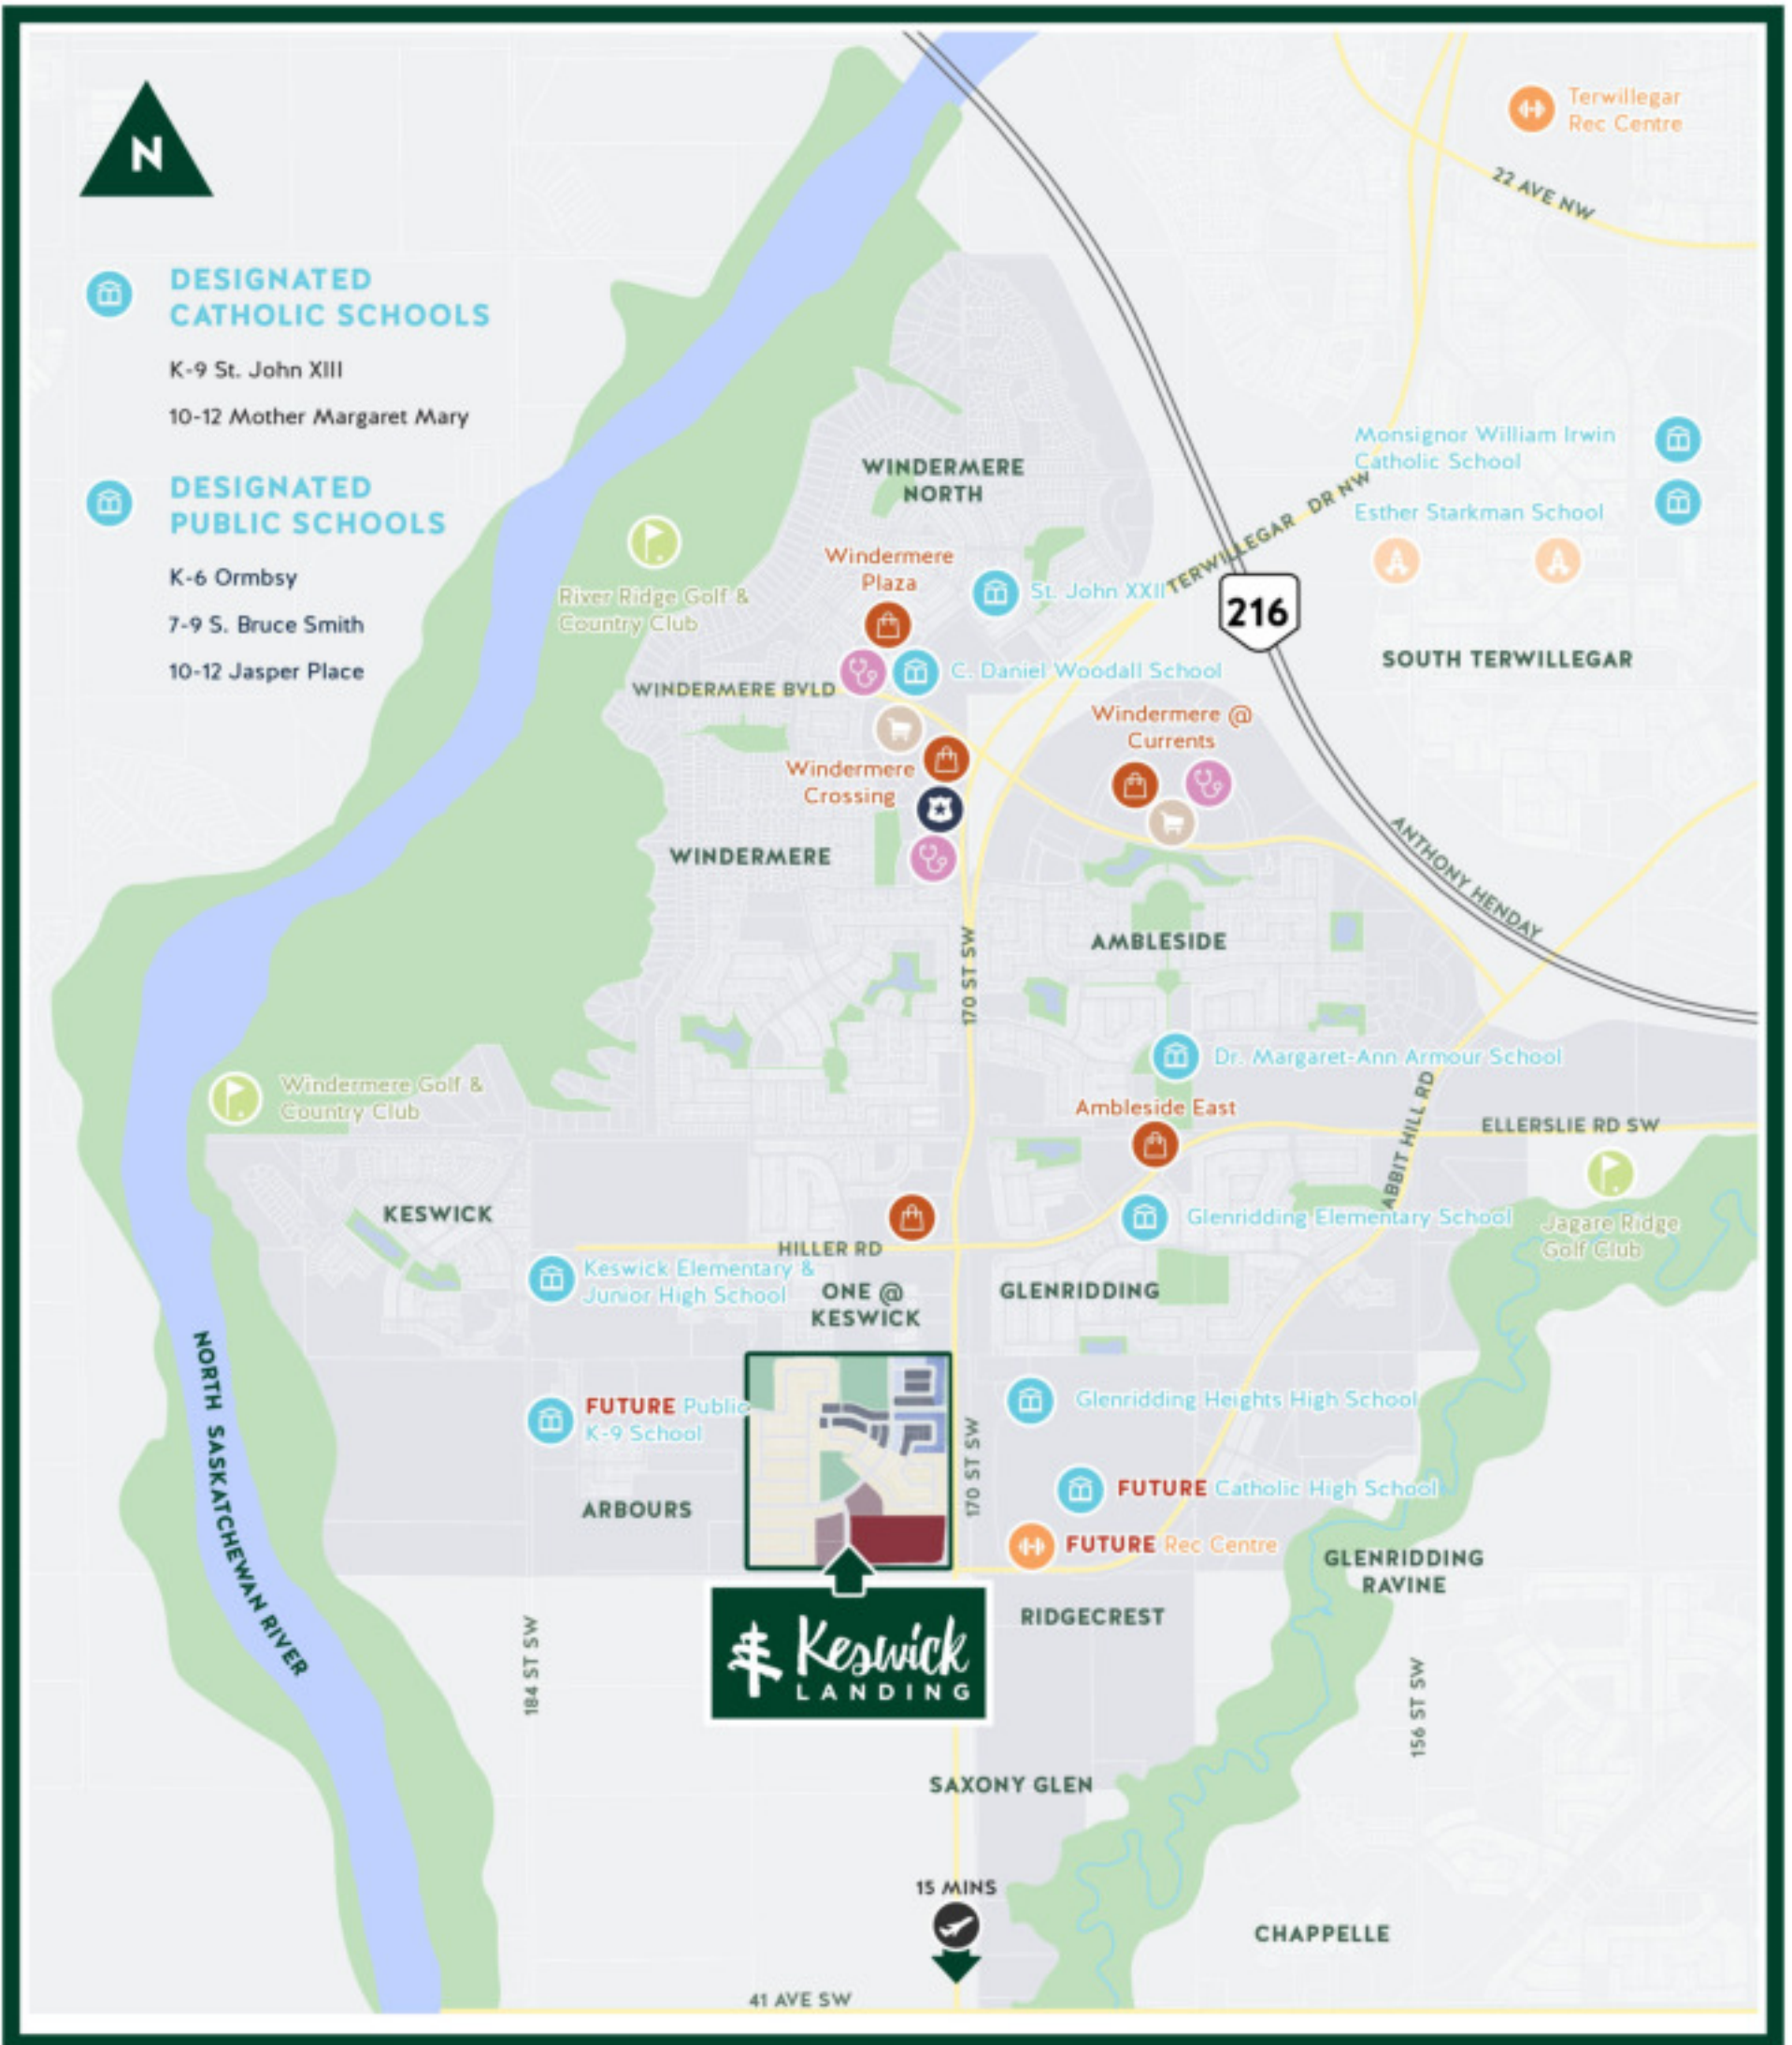 N
Terwillegar
Rec Centre
22 AVE NW
DESIGNATED
CATHOLIC SCHOOLS
K-9 St. John XIII
10-12 Mother Margaret Mary
DESIGNATED
PUBLIC SCHOOLS
K-6 Ormbsy
7-9 S. Bruce Smith
10-12 Jasper Place
WINDERMERE
NORTH
Monsignor William Irwin
Catholic School
Esther Starkman School
TERWILLEGAR DR NW
River Ridge Golf &
Country Club
Windermere
Plaza
St. John XXII
216
SOUTH TERWILLEGAR
C. Daniel Woodall School
WINDERMERE BVLD
Windermere @
Currents
Windermere
Crossing
WINDERMERE
ANTHONY HENDAY
AMBLESIDE
170 ST SW
Dr. Margaret-Ann Armour School
Windermere Golf &
Country Club
Ambleside East
ABBIT HILL RD
ELLERSLIE RD SW
KESWICK
Glenridding Elementary School
Jagare Ridge
Golf Club
HILLER RD
Keswick Elementary &
Junior High School
ONE @
KESWICK
GLENRIDDING
NORTH SASKATCHEWAN RIVER
FUTURE Public
K-9 School
Glenridding Heights High School
170 ST SW
FUTURE Catholic High School
ARBOURS
FUTURE Rec Centre
GLENRIDDING
RAVINE
RIDGECREST
Keswick
LANDING
184 ST SW
156 ST SW
SAXONY GLEN
15 MINS
CHAPPELLE
41 AVE SW